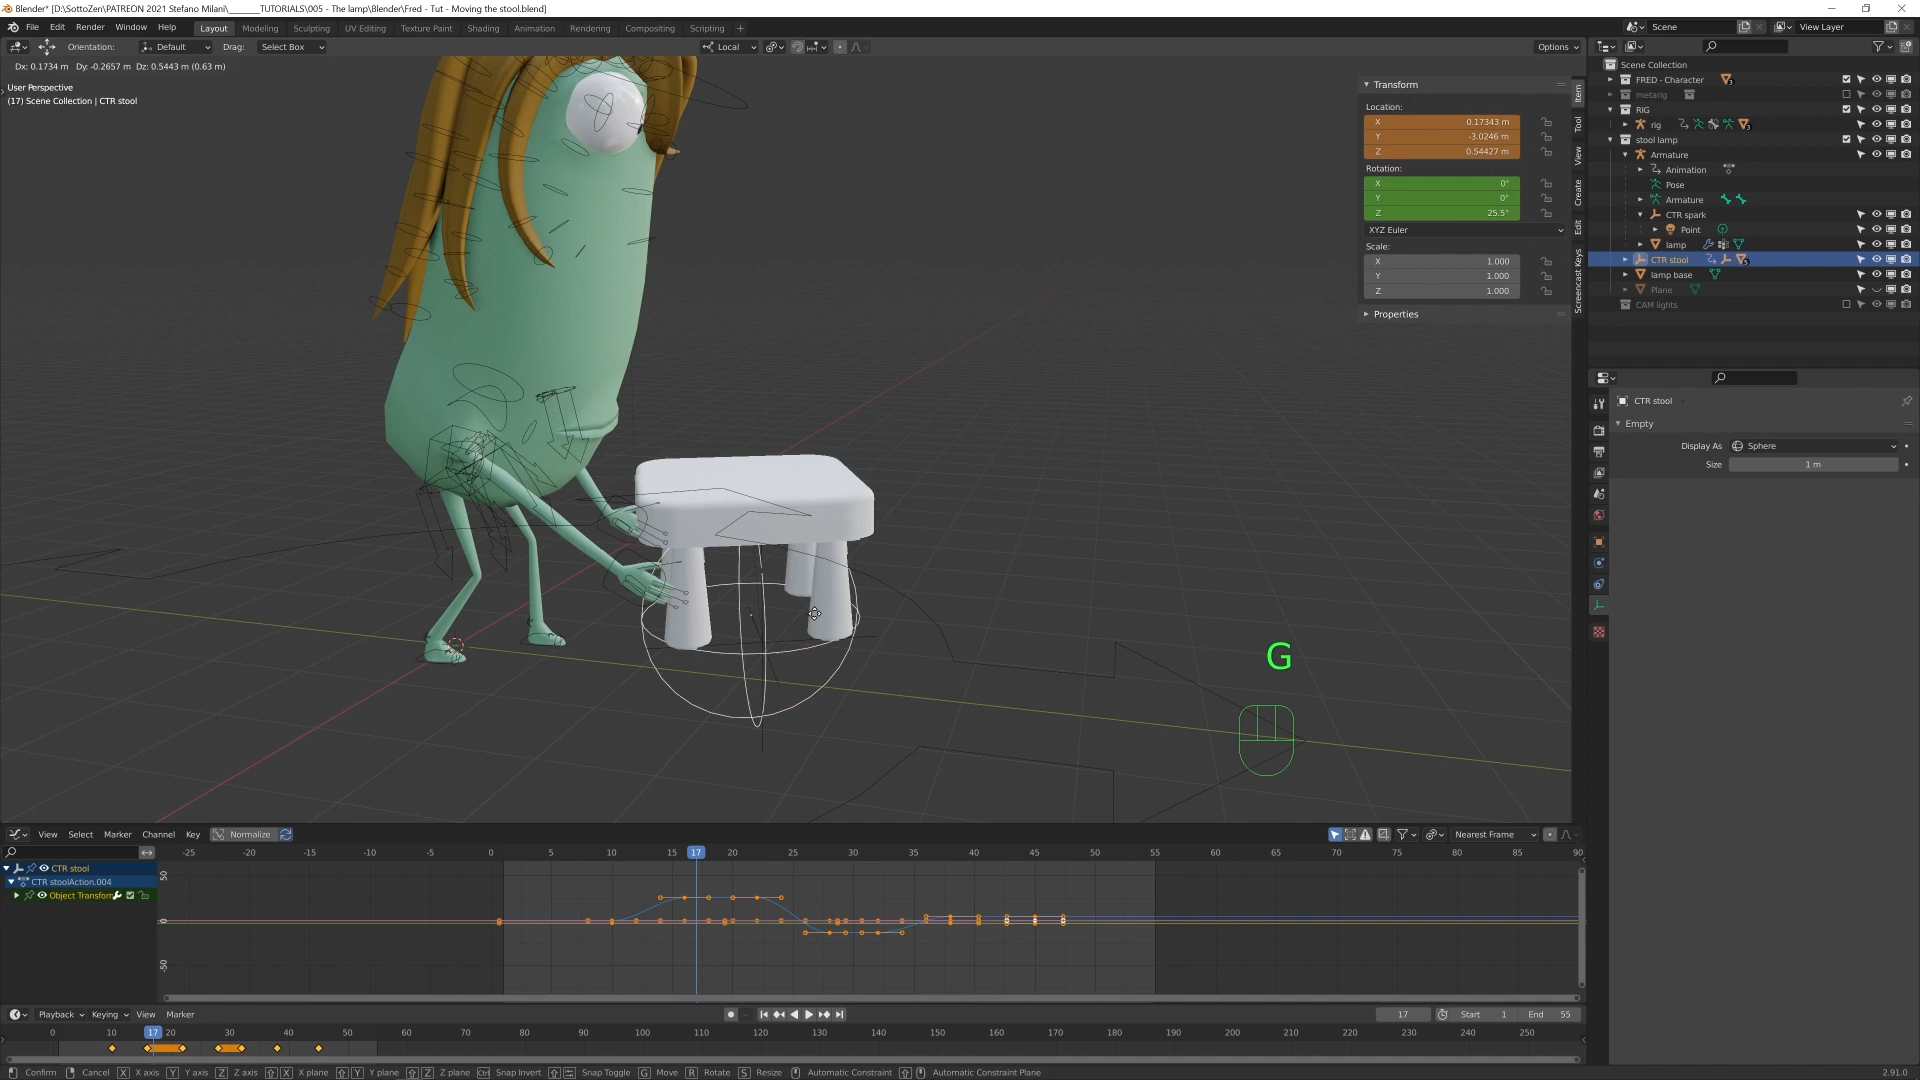 Blender* [D:\SottoZen\PATREON 2021 Stefano Milani\_______TUTORIALS\005 - The lamp\Blender\Fred - Tut - Moving the stool.blend]
File Edit Render Window Help Layout Modeling Sculpting UV Editing Texture Paint Shading Animation Rendering Compositing Scripting Scene View Layer
Orientation: Default Drag: Select Box Local Options
Dx: 0.1734 m Dy: -0.2657 m Dz: 0.5443 m (0.63 m)
User Perspective
(17) Scene Collection | CTR stool
Transform
Location:
X 0.17343 m
Y -3.0246 m
Z 0.54427 m
Rotation:
X 0°
Y 0°
Z 25.5°
XYZ Euler
Scale:
X 1.000
Y 1.000
Z 1.000
Properties
Item
Tool
View
Create
Edit
Screencast Keys
Scene Collection
FRED - Character
metarig
RIG
rig
stool lamp
Armature
Animation
Pose
Armature
CTR spark
Point
lamp
CTR stool
lamp base
Plane
CAM lights
CTR stool
Empty
Display As Sphere
Size 1 m
G
View Select Marker Channel Key Normalize Nearest Frame
-25 -20 -15 -10 -5 0 5 10 15 17 20 25 30 35 40 45 50 55 60 65 70 75 80 85 90
CTR stool
CTR stoolAction.004
Object Transform
50
0
-50
Playback Keying View Marker 17 Start 1 End 55
0 10 17 20 30 40 50 60 70 80 90 100 110 120 130 140 150 160 170 180 190 200 210 220 230 240 250
Confirm Cancel X X axis Y Y axis Z Z axis X X plane Y Y plane Z Z plane Ctrl Snap Invert Snap Toggle G Move R Rotate S Resize Automatic Constraint Automatic Constraint Plane 2.91.0